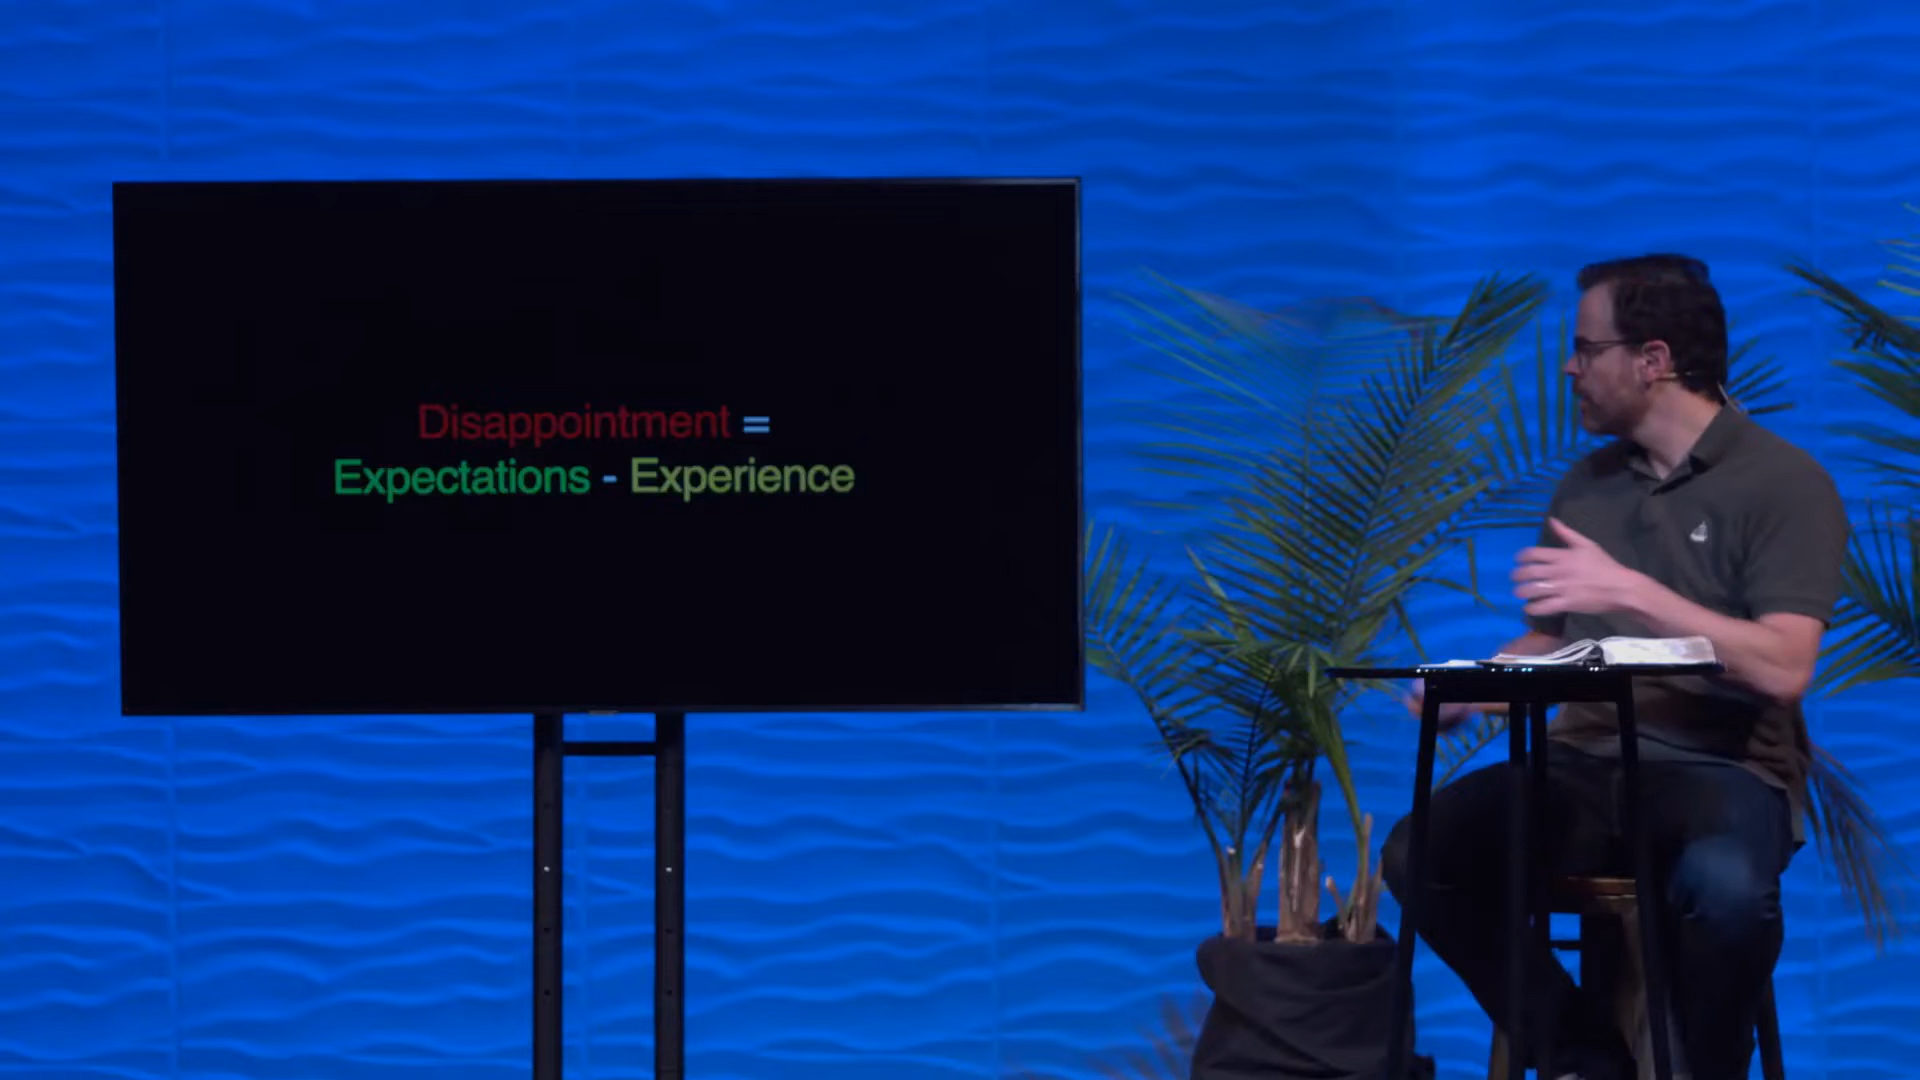 Disappointment =
Expectations - Experience